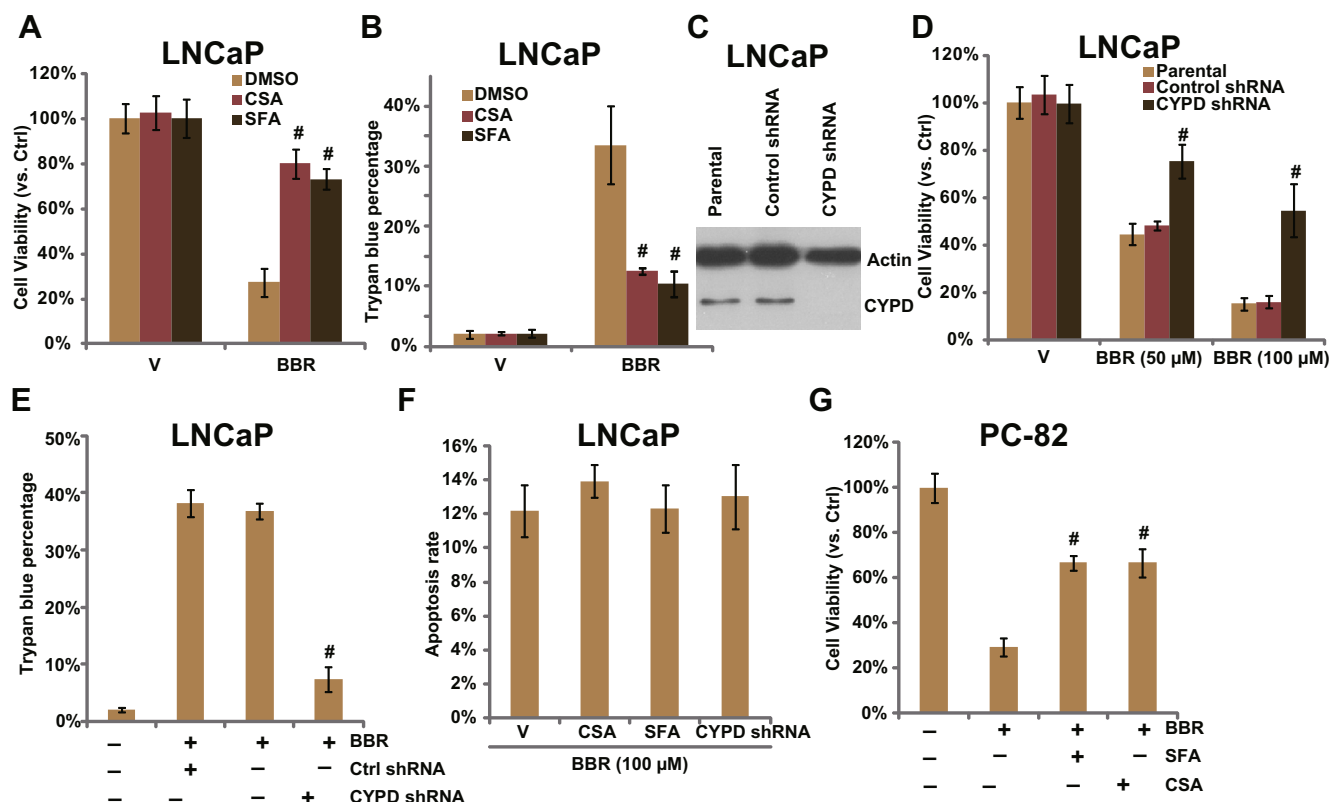 A
LNCaP
120%
100%
80%
60%
40%
20%
0%
Cell Viability (vs. Ctrl)
DMSO
CSA
SFA
#
#
V
BBR
B
LNCaP
40%
30%
20%
10%
0%
Trypan blue percentage
DMSO
CSA
SFA
#
#
V
BBR
C
LNCaP
Parental
Control shRNA
CYPD shRNA
Actin
CYPD
D
LNCaP
120%
100%
80%
60%
40%
20%
0%
Cell Viability (vs. Ctrl)
Parental
Control shRNA
CYPD shRNA
#
#
V
BBR (50 µM)
BBR (100 µM)
E
LNCaP
50%
40%
30%
20%
10%
0%
Trypan blue percentage
#
– + + + BBR
– + – – Ctrl shRNA
– – – + CYPD shRNA
F
LNCaP
16%
14%
12%
10%
8%
6%
4%
2%
0%
Apoptosis rate
V
CSA
SFA
CYPD shRNA
BBR (100 µM)
G
PC-82
120%
100%
80%
60%
40%
20%
0%
Cell Viability (vs. Ctrl)
#
#
– + + + BBR
– – + – SFA
– – – + CSA